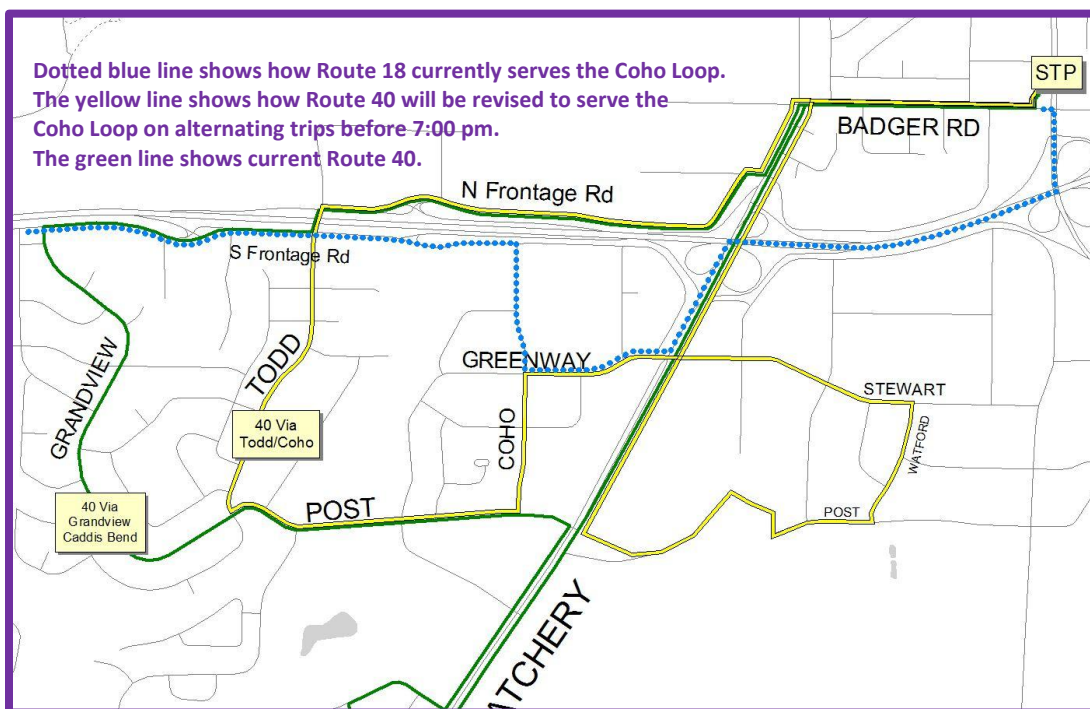 Dotted blue line shows how Route 18 currently serves the Coho Loop.
The yellow line shows how Route 40 will be revised to serve the
Coho Loop on alternating trips before 7:00 pm.
The green line shows current Route 40.
STP
BADGER RD
N Frontage Rd
S Frontage Rd
TODD
GREENWAY
GRANDVIEW
STEWART
40 Via
Todd/Coho
COHO
WATFORD
POST
POST
40 Via
Grandview
Caddis Bend
ATCHERY